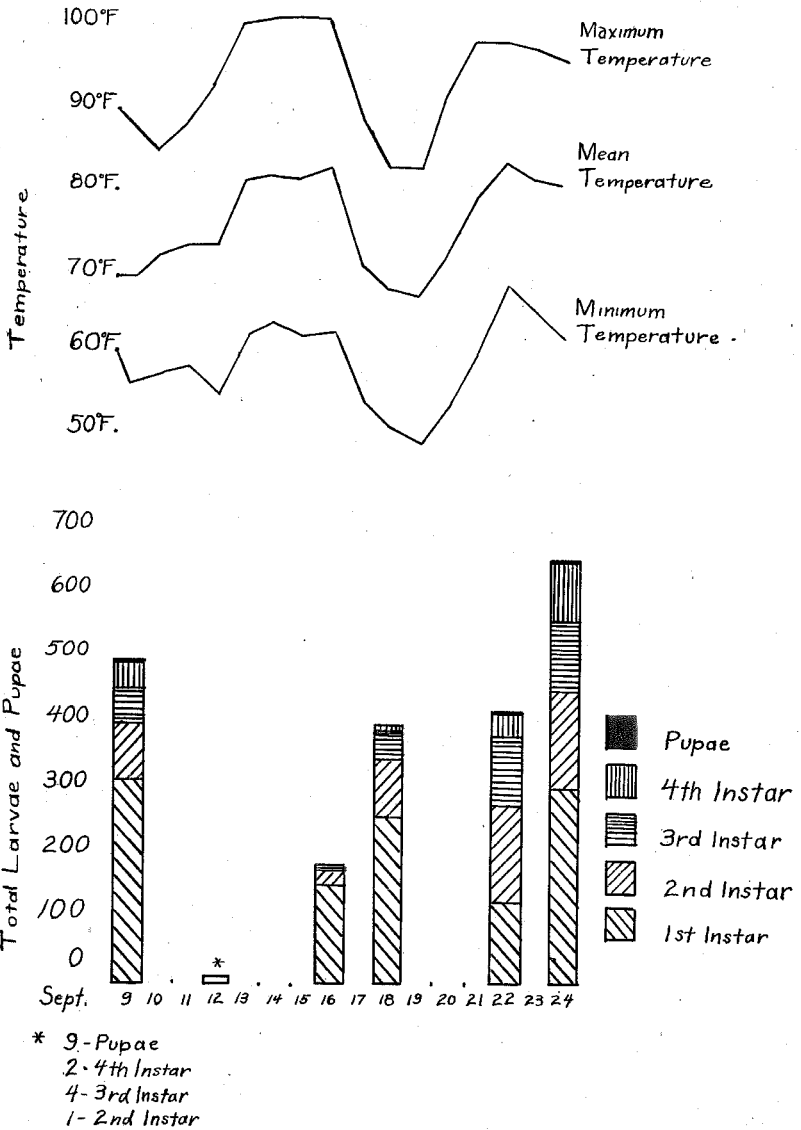 100°F
Maximum
Temperature
90°F.
Mean
Temperature
80°F.
70°F
Minimum
Temperature
60°F.
50°F.
Temperature
700
600
500
400
300
200
100
0
Total Larvae and Pupae
Pupae
4th Instar
3rd Instar
2nd Instar
1st Instar
*
Sept. 9 10 11 12 13 14 15 16 17 18 19 20 21 22 23 24
* 9-Pupae
2-4th Instar
4-3rd Instar
1-2nd Instar